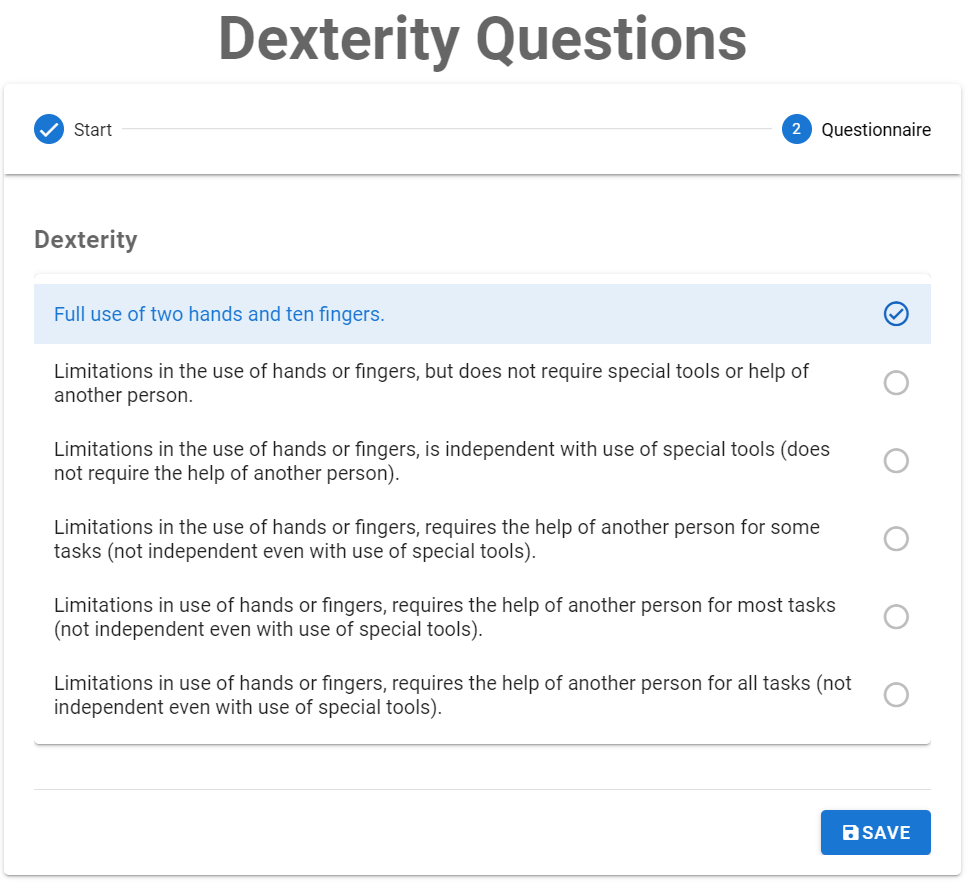 Dexterity Questions
Start
2
Questionnaire
Dexterity
Full use of two hands and ten fingers.
Limitations in the use of hands or fingers, but does not require special tools or help of
another person.
Limitations in the use of hands or fingers, is independent with use of special tools (does
not require the help of another person).
Limitations in the use of hands or fingers, requires the help of another person for some
tasks (not independent even with use of special tools).
Limitations in use of hands or fingers, requires the help of another person for most tasks
(not independent even with use of special tools).
Limitations in use of hands or fingers, requires the help of another person for all tasks (not
independent even with use of special tools).
SAVE